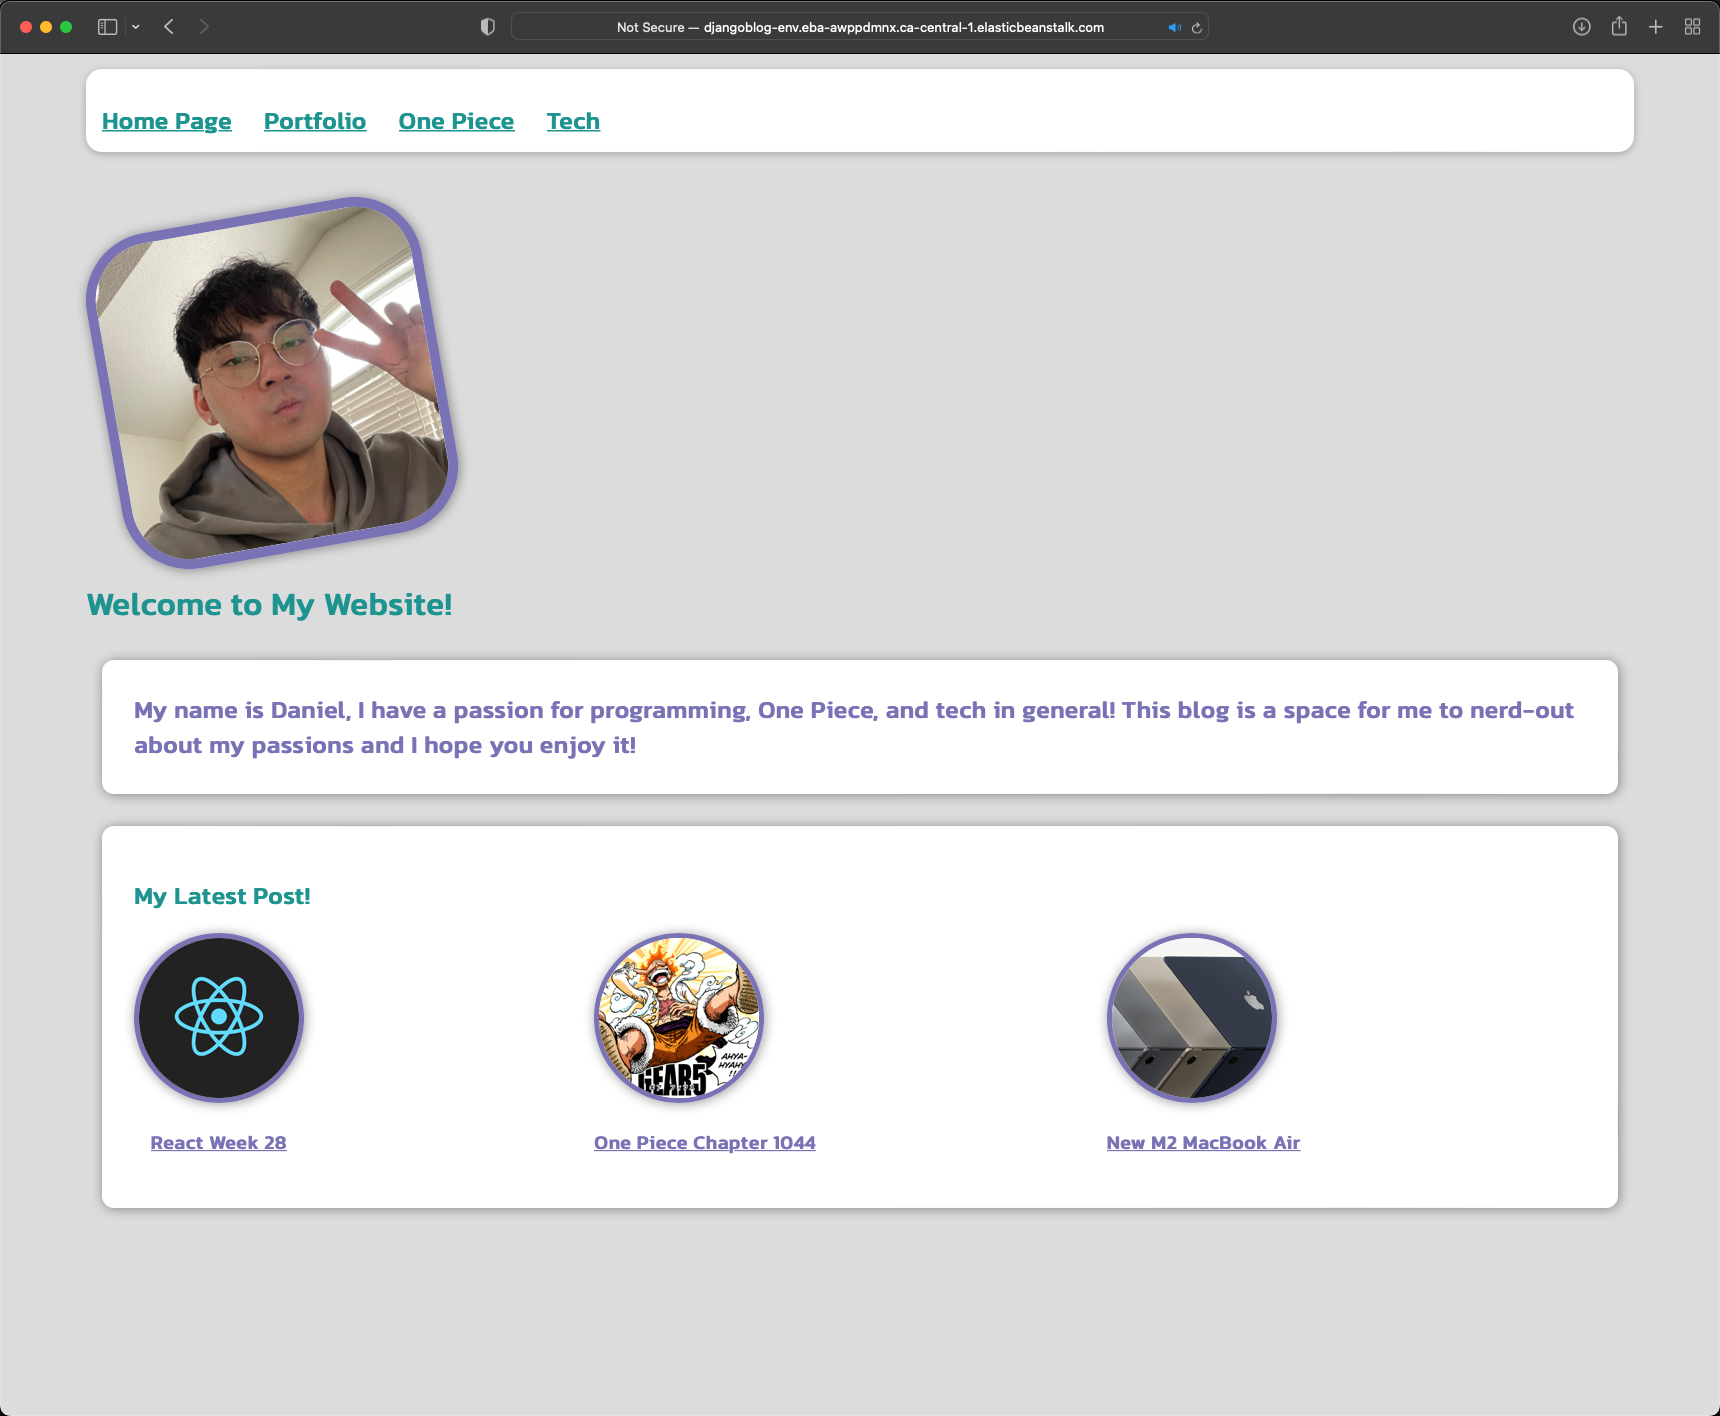 Not Secure — djangoblog-env.eba-awppdmnx.ca-central-1.elasticbeanstalk.com
Home Page Portfolio One Piece Tech
Welcome to My Website!
My name is Daniel, I have a passion for programming, One Piece, and tech in general! This blog is a space for me to nerd-out
about my passions and I hope you enjoy it!
My Latest Post!
AHYA-
HYAHY
!!
GEAR5
React Week 28 One Piece Chapter 1044 New M2 MacBook Air